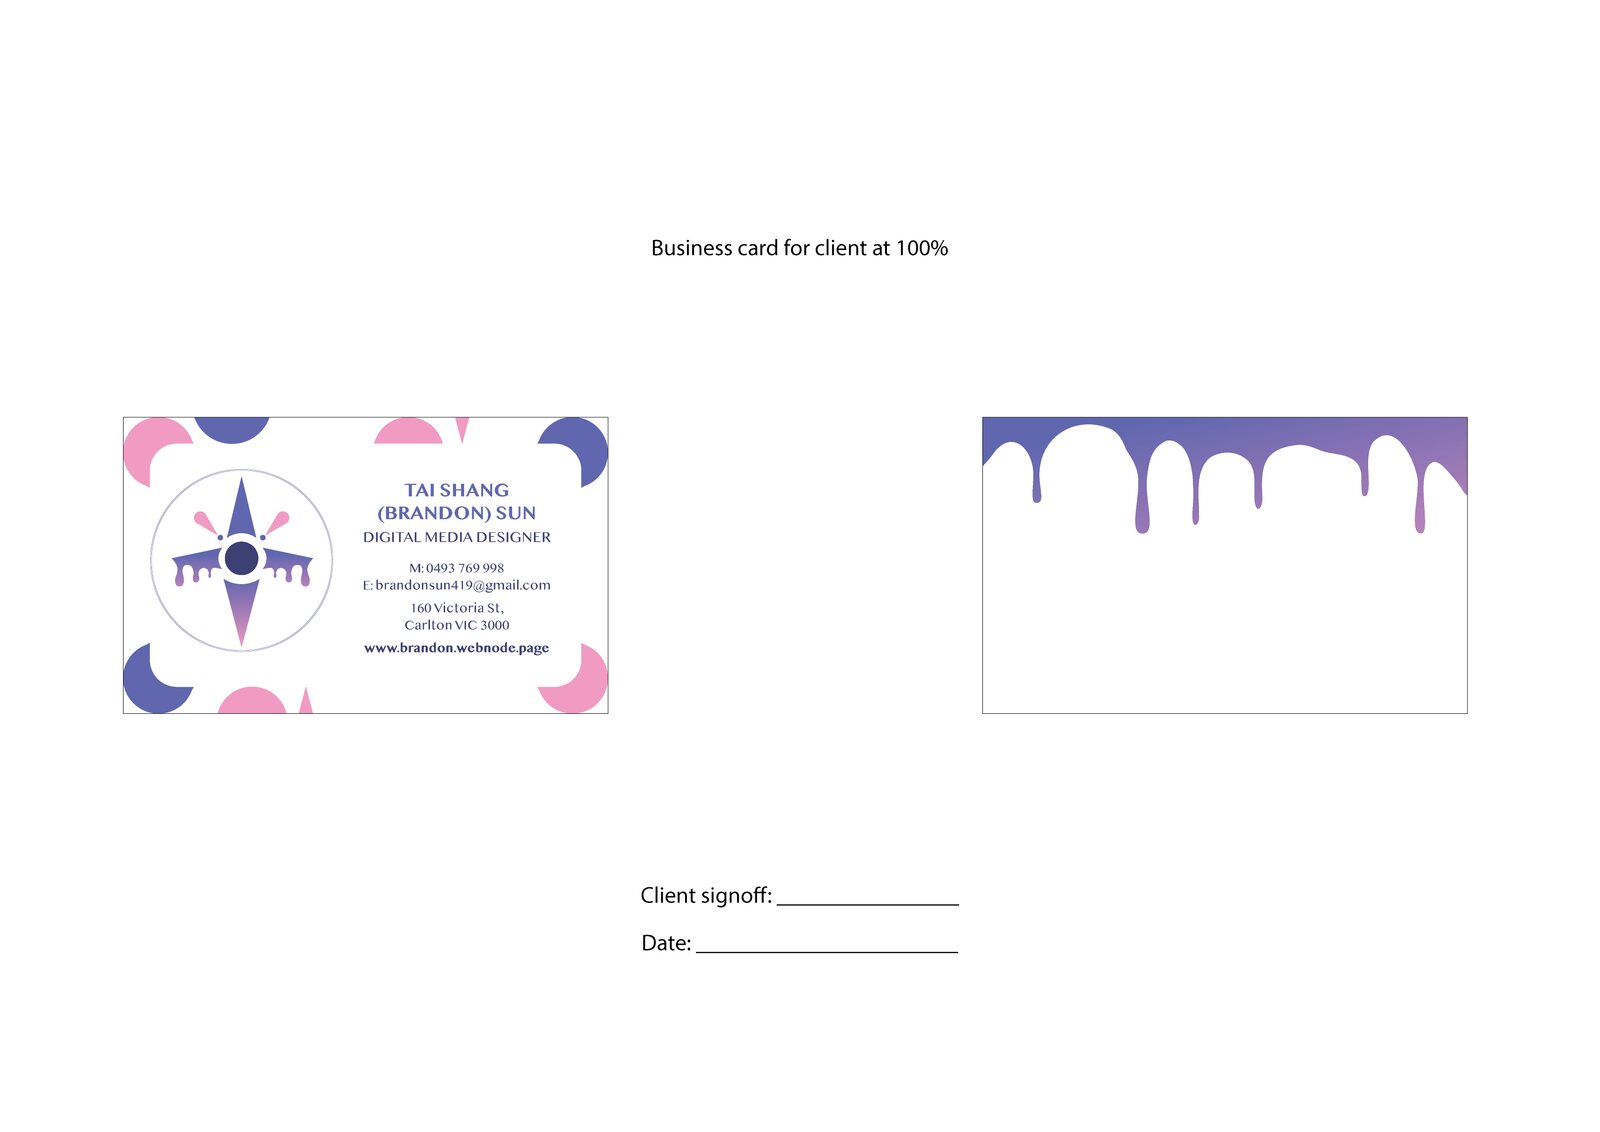 Business card for client at 100%
TAI SHANG
(BRANDON) SUN
DIGITAL MEDIA DESIGNER
M: 0493 769 998
E: brandonsun419@gmail.com
160 Victoria St,
Carlton VIC 3000
www.brandon.webnode.page
Client signoff:
Date: